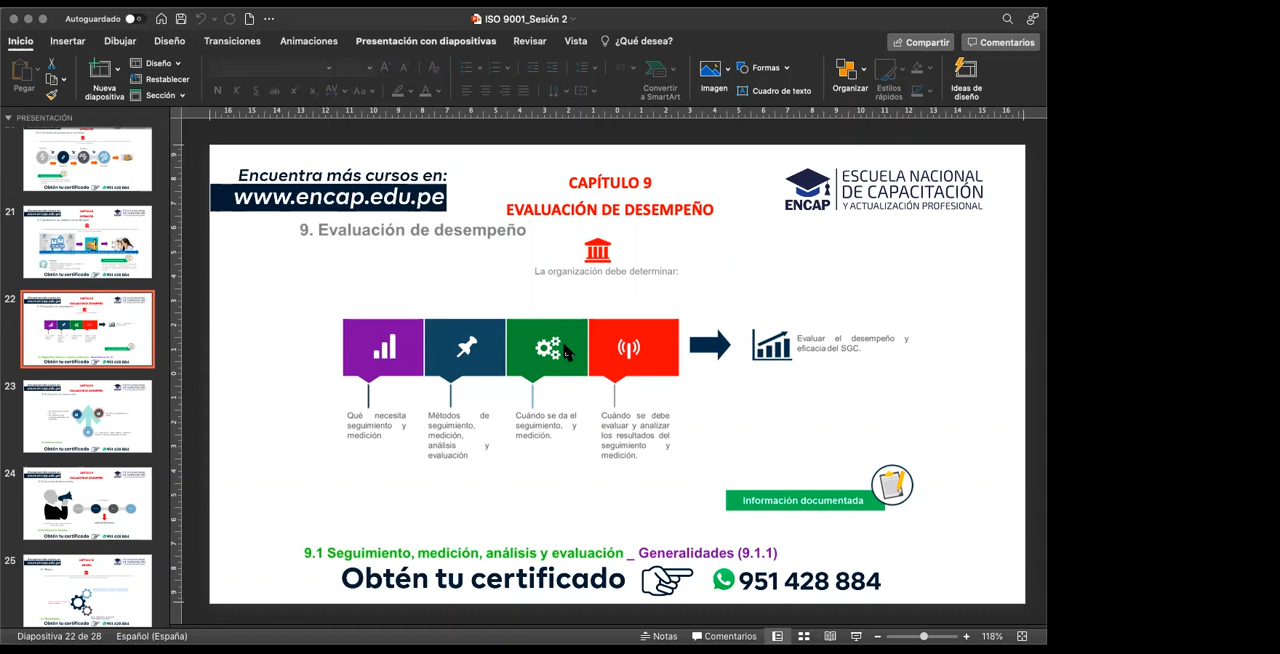 Autoguardado
ISO 9001_Sesión 2
Inicio Insertar Dibujar Diseño Transiciones Animaciones Presentación con diapositivas Revisar Vista ¿Qué desea? Compartir Comentarios
Pegar
Nueva diapositiva
Diseño
Restablecer
Sección
N K S
Convertir a SmartArt
Imagen
Formas
Cuadro de texto
Organizar
Estilos rápidos
Ideas de diseño
PRESENTACIÓN
21
22
23
24
25
Encuentra más cursos en:
www.encap.edu.pe
CAPÍTULO 9
EVALUACIÓN DE DESEMPEÑO
ENCAP
ESCUELA NACIONAL
DE CAPACITACIÓN
Y ACTUALIZACIÓN PROFESIONAL
9. Evaluación de desempeño
La organización debe determinar:
Evaluar el desempeño y
eficacia del SGC.
Qué necesita
seguimiento y
medición
Métodos de
seguimiento,
medición,
análisis y
evaluación
Cuándo se da el
seguimiento, y
medición.
Cuándo se debe
evaluar y analizar
los resultados del
seguimiento y
medición.
Información documentada
9.1 Seguimiento, medición, análisis y evaluación _ Generalidades (9.1.1)
Obtén tu certificado 951 428 884
Diapositiva 22 de 28 Español (España) Notas Comentarios 118%